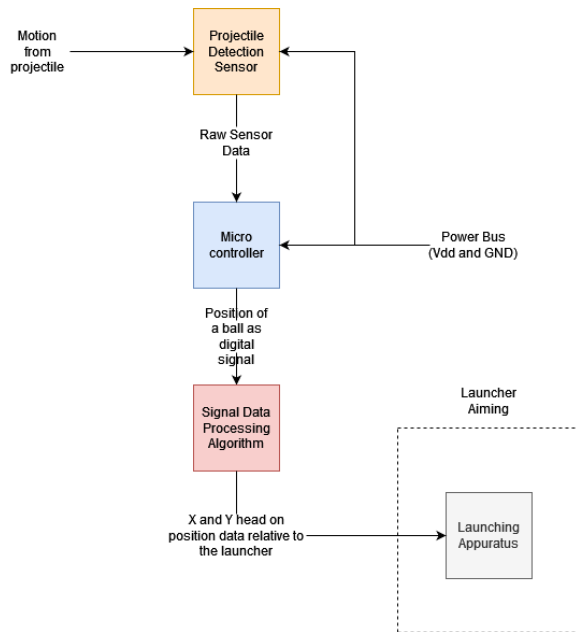 Motion
from
projectile
Projectile
Detection
Sensor
Raw Sensor
Data
Micro
controller
Power Bus
(Vdd and GND)
Position of
a ball as
digital
signal
Signal Data
Processing
Algorithm
Launcher
Aiming
X and Y head on
position data relative to
the launcher
Launching
Appuratus